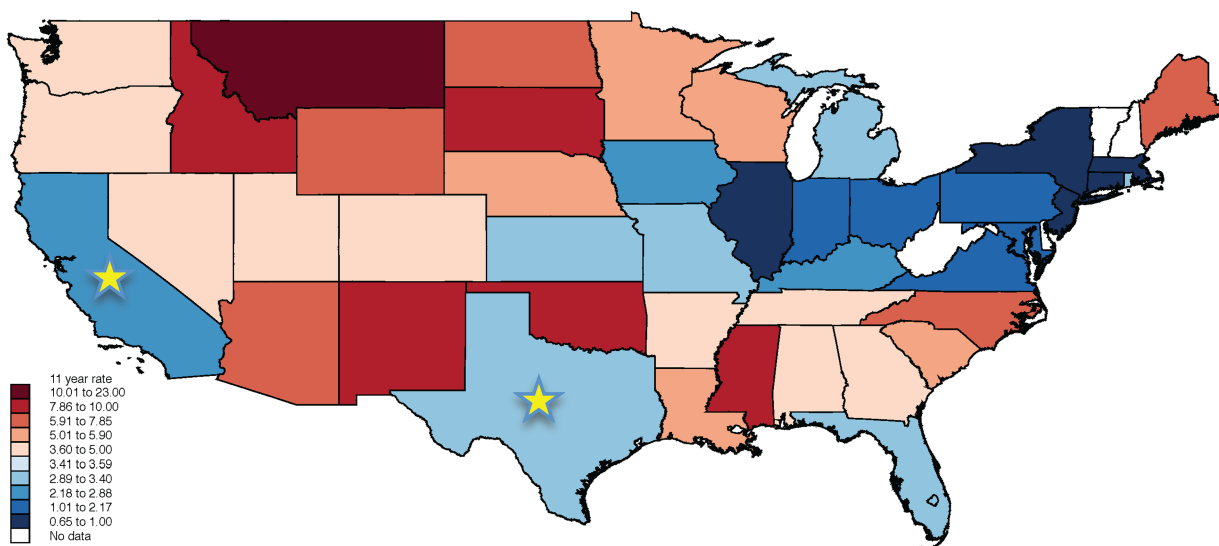 11 year rate
10.01 to 23.00
7.86 to 10.00
5.91 to 7.85
5.01 to 5.90
3.60 to 5.00
3.41 to 3.59
2.89 to 3.40
2.18 to 2.88
1.01 to 2.17
0.65 to 1.00
No data